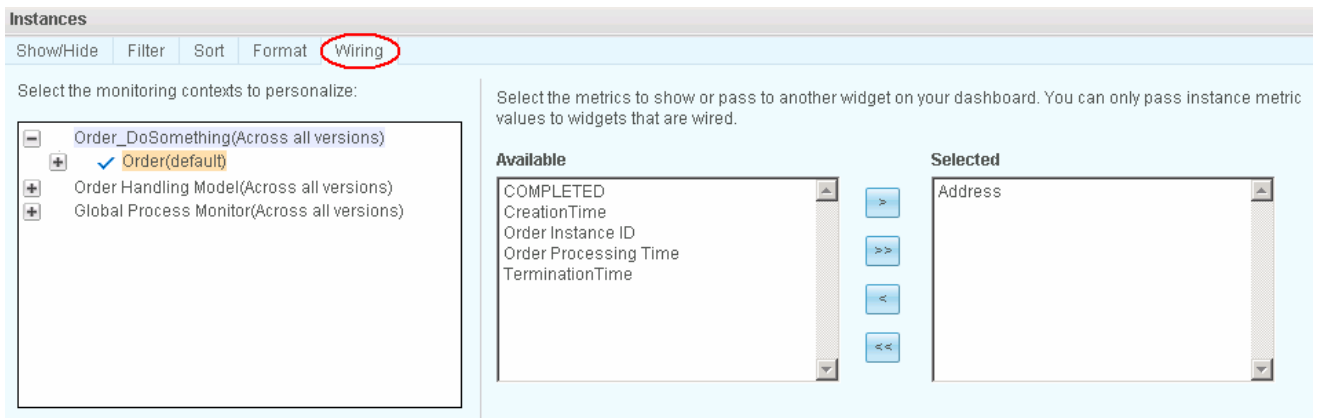 Instances
Show/Hide Filter Sort Format Wiring
Select the monitoring contexts to personalize:
Order_DoSomething(Across all versions)
Order(default)
Order Handling Model(Across all versions)
Global Process Monitor(Across all versions)
Select the metrics to show or pass to another widget on your dashboard. You can only pass instance metric
values to widgets that are wired.
Available
COMPLETED
CreationTime
Order Instance ID
Order Processing Time
TerminationTime
>
>>
<
<<
Selected
Address